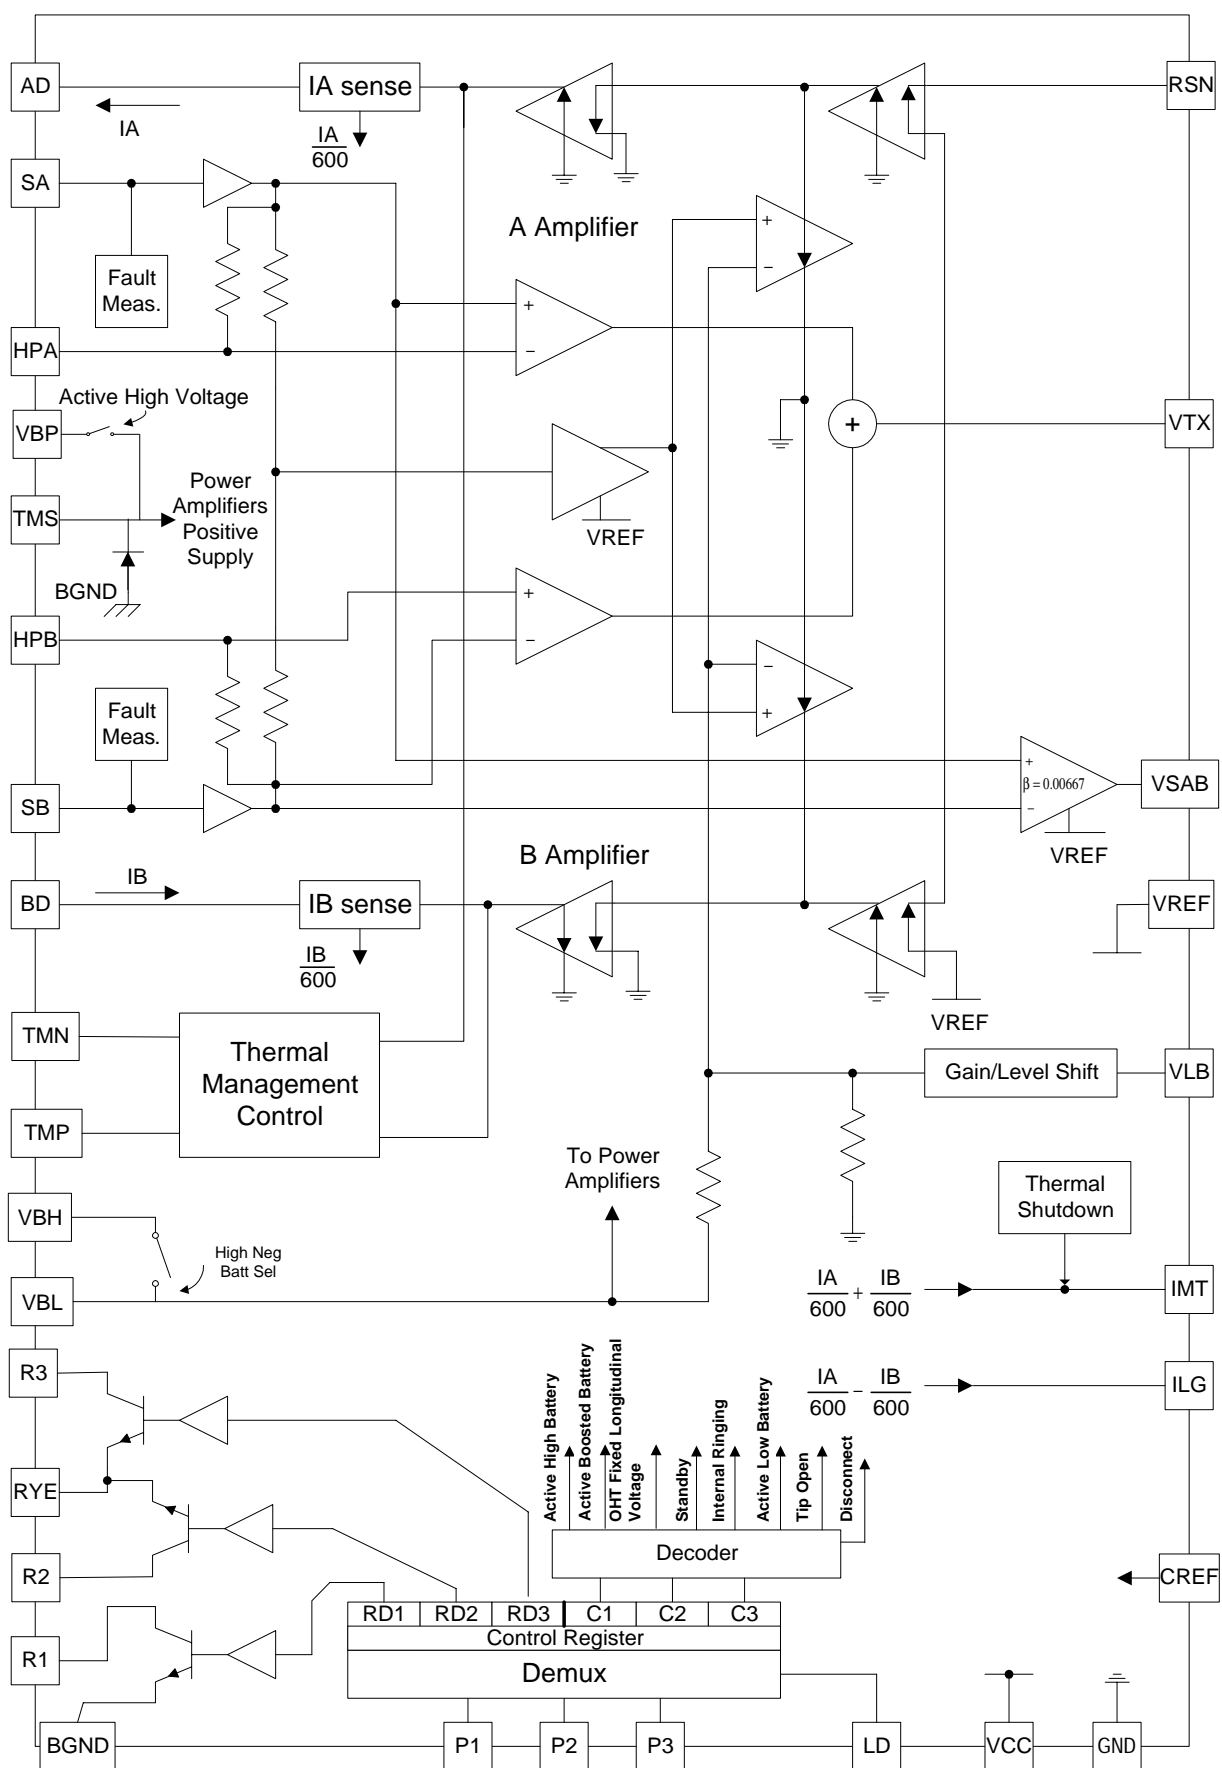 AD
IA sense
RSN
IA
IA
600
SA
A Amplifier
+
−
Fault
Meas.
+
−
HPA
Active High Voltage
VBP
+
VTX
Power
Amplifiers
Positive
Supply
TMS
VREF
BGND
+
−
HPB
−
+
Fault
Meas.
+
β = 0.00667
−
VSAB
SB
VREF
B Amplifier
IB
BD
IB sense
VREF
IB
600
VREF
TMN
Thermal
Management
Control
Gain/Level Shift
VLB
TMP
To Power
Amplifiers
Thermal
Shutdown
VBH
High Neg
Batt Sel
VBL
IA
600
+
IB
600
IMT
R3
IA
600
−
IB
600
ILG
Active High Battery
Active Boosted Battery
OHT Fixed Longitudinal
Voltage
Standby
Internal Ringing
Active Low Battery
Tip Open
Disconnect
RYE
Decoder
R2
CREF
RD1 RD2 RD3 C1 C2 C3
Control Register
R1
Demux
BGND
P1
P2
P3
LD
VCC
GND